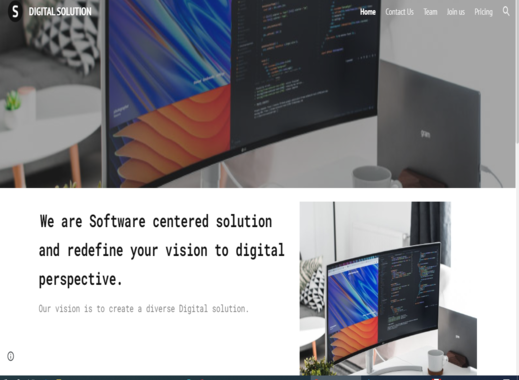 S DIGITAL SOLUTION Home Contact Us Team Join us Pricing
We are Software centered solution
and redefine your vision to digital
perspective.
Our vision is to create a diverse Digital solution.